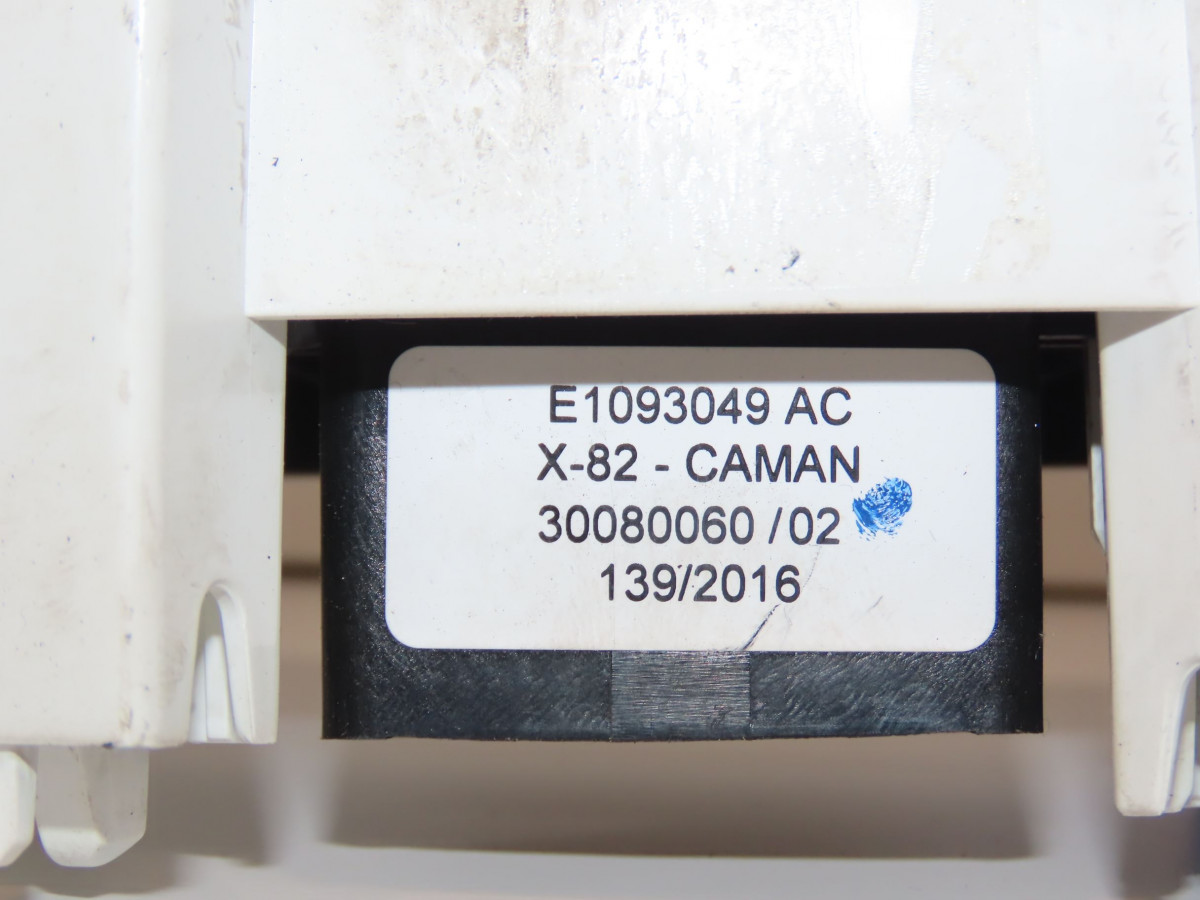 E1093049 AC
X-82 - CAMAN
30080060 /02
139/2016